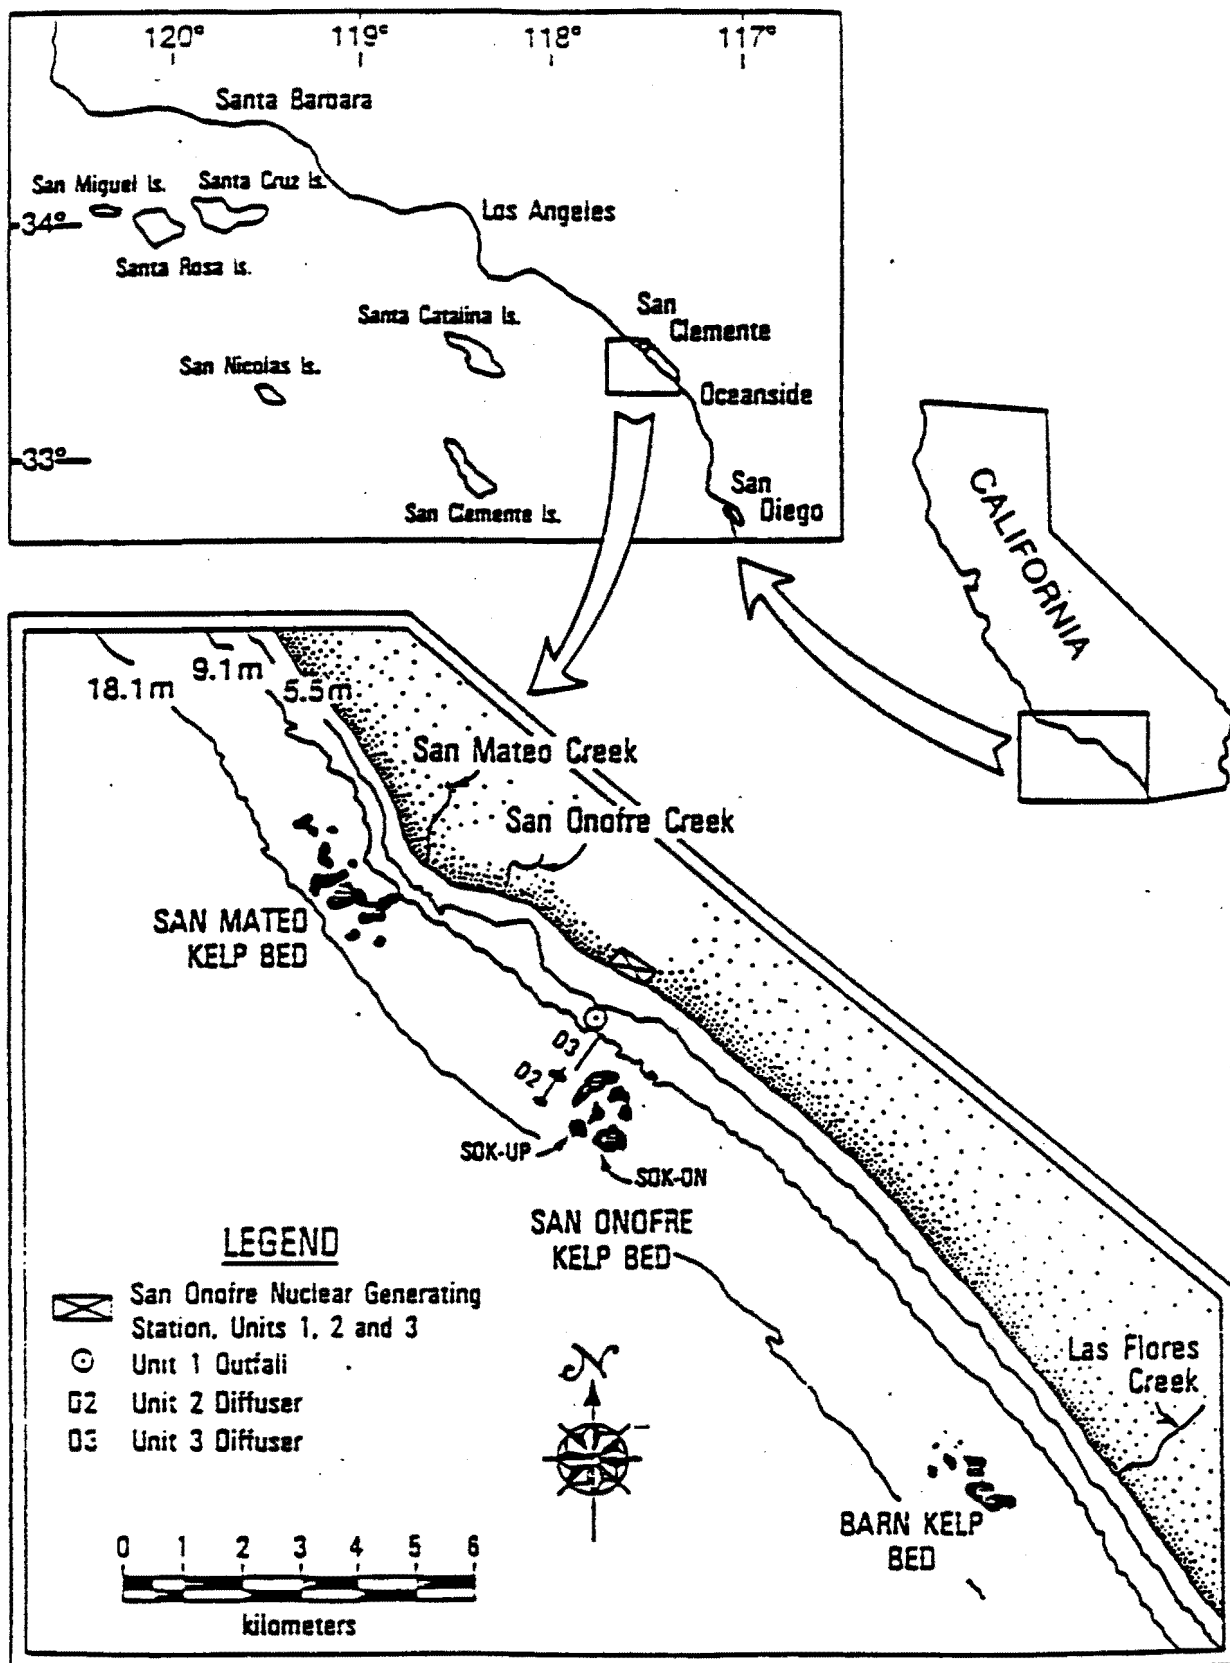 120° 119° 118° 117°
Santa Barbara
San Miguel Is. Santa Cruz Is.
34°
Los Angeles
Santa Rosa Is.
San
Clemente
Santa Catalina Is.
San Nicolas Is.
Oceanside
33°
San
Diego
San Clemente Is.
CALIFORNIA
9.1m
18.1m
5.5m
San Mateo Creek
San Onofre Creek
SAN MATEO
KELP BED
D3
D2
SOK-UP
SOK-ON
SAN ONOFRE
KELP BED
LEGEND
San Onofre Nuclear Generating
Station, Units 1, 2 and 3
Unit 1 Outfall
D2 Unit 2 Diffuser
D3 Unit 3 Diffuser
N
Las Flores
Creek
BARN KELP
BED
0 1 2 3 4 5 6
kilometers